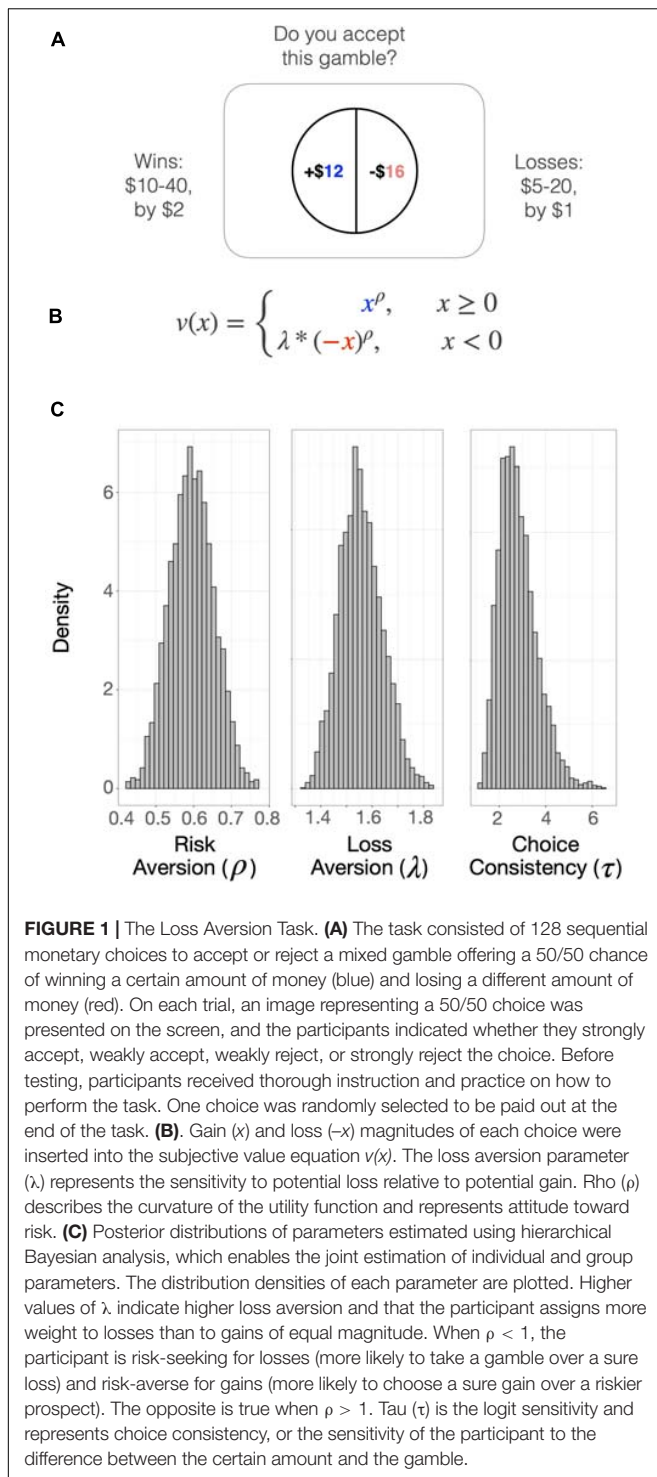 A
Do you accept
this gamble?
Wins:
$10-40,
by $2
+$12
-$16
Losses:
$5-20,
by $1
B
v(x) = { x^ρ, x ≥ 0
λ * (−x)^ρ, x < 0
C
Density
6
4
2
0
0.4 0.5 0.6 0.7 0.8
Risk
Aversion (ρ)
1.4 1.6 1.8
Loss
Aversion (λ)
2 4 6
Choice
Consistency (τ)
FIGURE 1 | The Loss Aversion Task. (A) The task consisted of 128 sequential
monetary choices to accept or reject a mixed gamble offering a 50/50 chance
of winning a certain amount of money (blue) and losing a different amount of
money (red). On each trial, an image representing a 50/50 choice was
presented on the screen, and the participants indicated whether they strongly
accept, weakly accept, weakly reject, or strongly reject the choice. Before
testing, participants received thorough instruction and practice on how to
perform the task. One choice was randomly selected to be paid out at the
end of the task. (B). Gain (x) and loss (–x) magnitudes of each choice were
inserted into the subjective value equation v(x). The loss aversion parameter
(λ) represents the sensitivity to potential loss relative to potential gain. Rho (ρ)
describes the curvature of the utility function and represents attitude toward
risk. (C) Posterior distributions of parameters estimated using hierarchical
Bayesian analysis, which enables the joint estimation of individual and group
parameters. The distribution densities of each parameter are plotted. Higher
values of λ indicate higher loss aversion and that the participant assigns more
weight to losses than to gains of equal magnitude. When ρ < 1, the
participant is risk-seeking for losses (more likely to take a gamble over a sure
loss) and risk-averse for gains (more likely to choose a sure gain over a riskier
prospect). The opposite is true when ρ > 1. Tau (τ) is the logit sensitivity and
represents choice consistency, or the sensitivity of the participant to the
difference between the certain amount and the gamble.